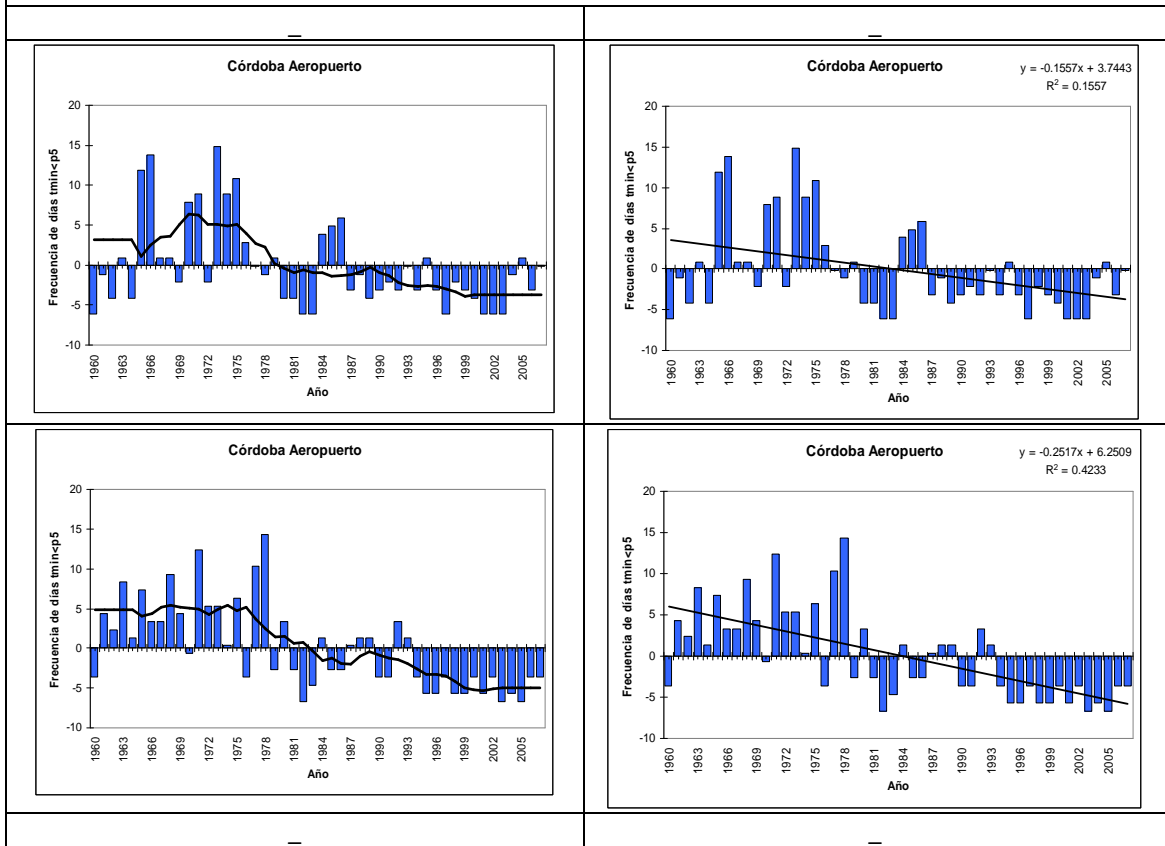 –
–
Córdoba Aeropuerto
20
15
10
5
0
-5
-10
Frecuencia de días tmin<p5
1960 1963 1966 1969 1972 1975 1978 1981 1984 1987 1990 1993 1996 1999 2002 2005
Año
Córdoba Aeropuerto
y = -0.1557x + 3.7443
R² = 0.1557
20
15
10
5
0
-5
-10
Frecuencia de días tmin<p5
1960 1963 1966 1969 1972 1975 1978 1981 1984 1987 1990 1993 1996 1999 2002 2005
Año
Córdoba Aeropuerto
20
15
10
5
0
-5
-10
Frecuencia de días tmin<p5
1960 1963 1966 1969 1972 1975 1978 1981 1984 1987 1990 1993 1996 1999 2002 2005
Año
Córdoba Aeropuerto
y = -0.2517x + 6.2509
R² = 0.4233
20
15
10
5
0
-5
-10
Frecuencia de días tmin<p5
1960 1963 1966 1969 1972 1975 1978 1981 1984 1987 1990 1993 1996 1999 2002 2005
Año
–
–